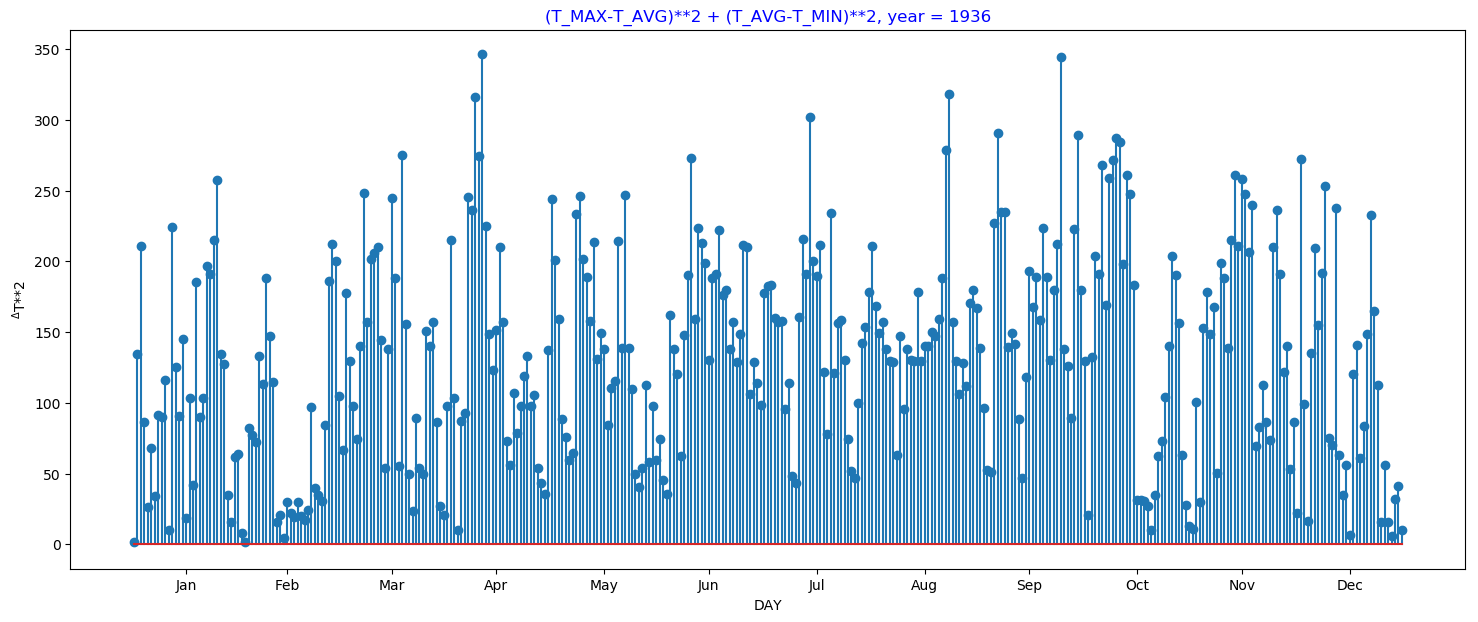 (T_MAX-T_AVG)**2 + (T_AVG-T_MIN)**2, year = 1936
350
300
250
200
150
100
50
0
ΔT**2
Jan Feb Mar Apr May Jun Jul Aug Sep Oct Nov Dec
DAY